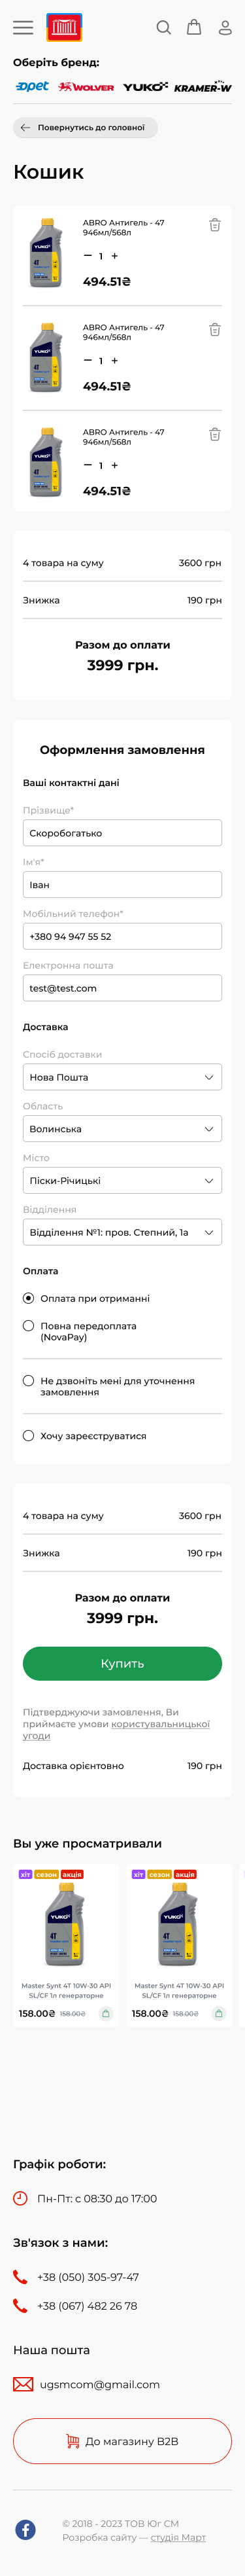 Оберіть бренд:
Opet WOLVER YUKO KRAMER-W
Повернутись до головної
Кошик
ABRO Антигель - 47
946мл/568л
1
494.51₴
ABRO Антигель - 47
946мл/568л
1
494.51₴
ABRO Антигель - 47
946мл/568л
1
494.51₴
4 товара на суму 3600 грн
Знижка 190 грн
Разом до оплати
3999 грн.
Оформлення замовлення
Ваші контактні дані
Прізвище*
Скоробогатько
Ім'я*
Іван
Мобільний телефон*
+380 94 947 55 52
Електронна пошта
test@test.com
Доставка
Спосіб доставки
Нова Пошта
Область
Волинська
Місто
Піски-Річицькі
Відділення
Відділення №1: пров. Степний, 1а
Оплата
Оплата при отриманні
Повна передоплата
(NovaPay)
Не дзвоніть мені для уточнення
замовлення
Хочу зареєструватися
4 товара на суму 3600 грн
Знижка 190 грн
Разом до оплати
3999 грн.
Купить
Підтверджуючи замовлення, Ви
приймаєте умови користувальницької
угоди
Доставка орієнтовно 190 грн
Вы уже просматривали
хіт сезон акція
хіт сезон акція
Master Synt 4T 10W-30 API
SL/CF 1л генераторне
158.00₴ 158.00₴
Master Synt 4T 10W-30 API
SL/CF 1л генераторне
158.00₴ 158.00₴
Графік роботи:
Пн-Пт: с 08:30 до 17:00
Зв'язок з нами:
+38 (050) 305-97-47
+38 (067) 482 26 78
Наша пошта
ugsmcom@gmail.com
До магазину B2B
© 2018 - 2023 ТОВ Юг СМ
Розробка сайту — студія Март